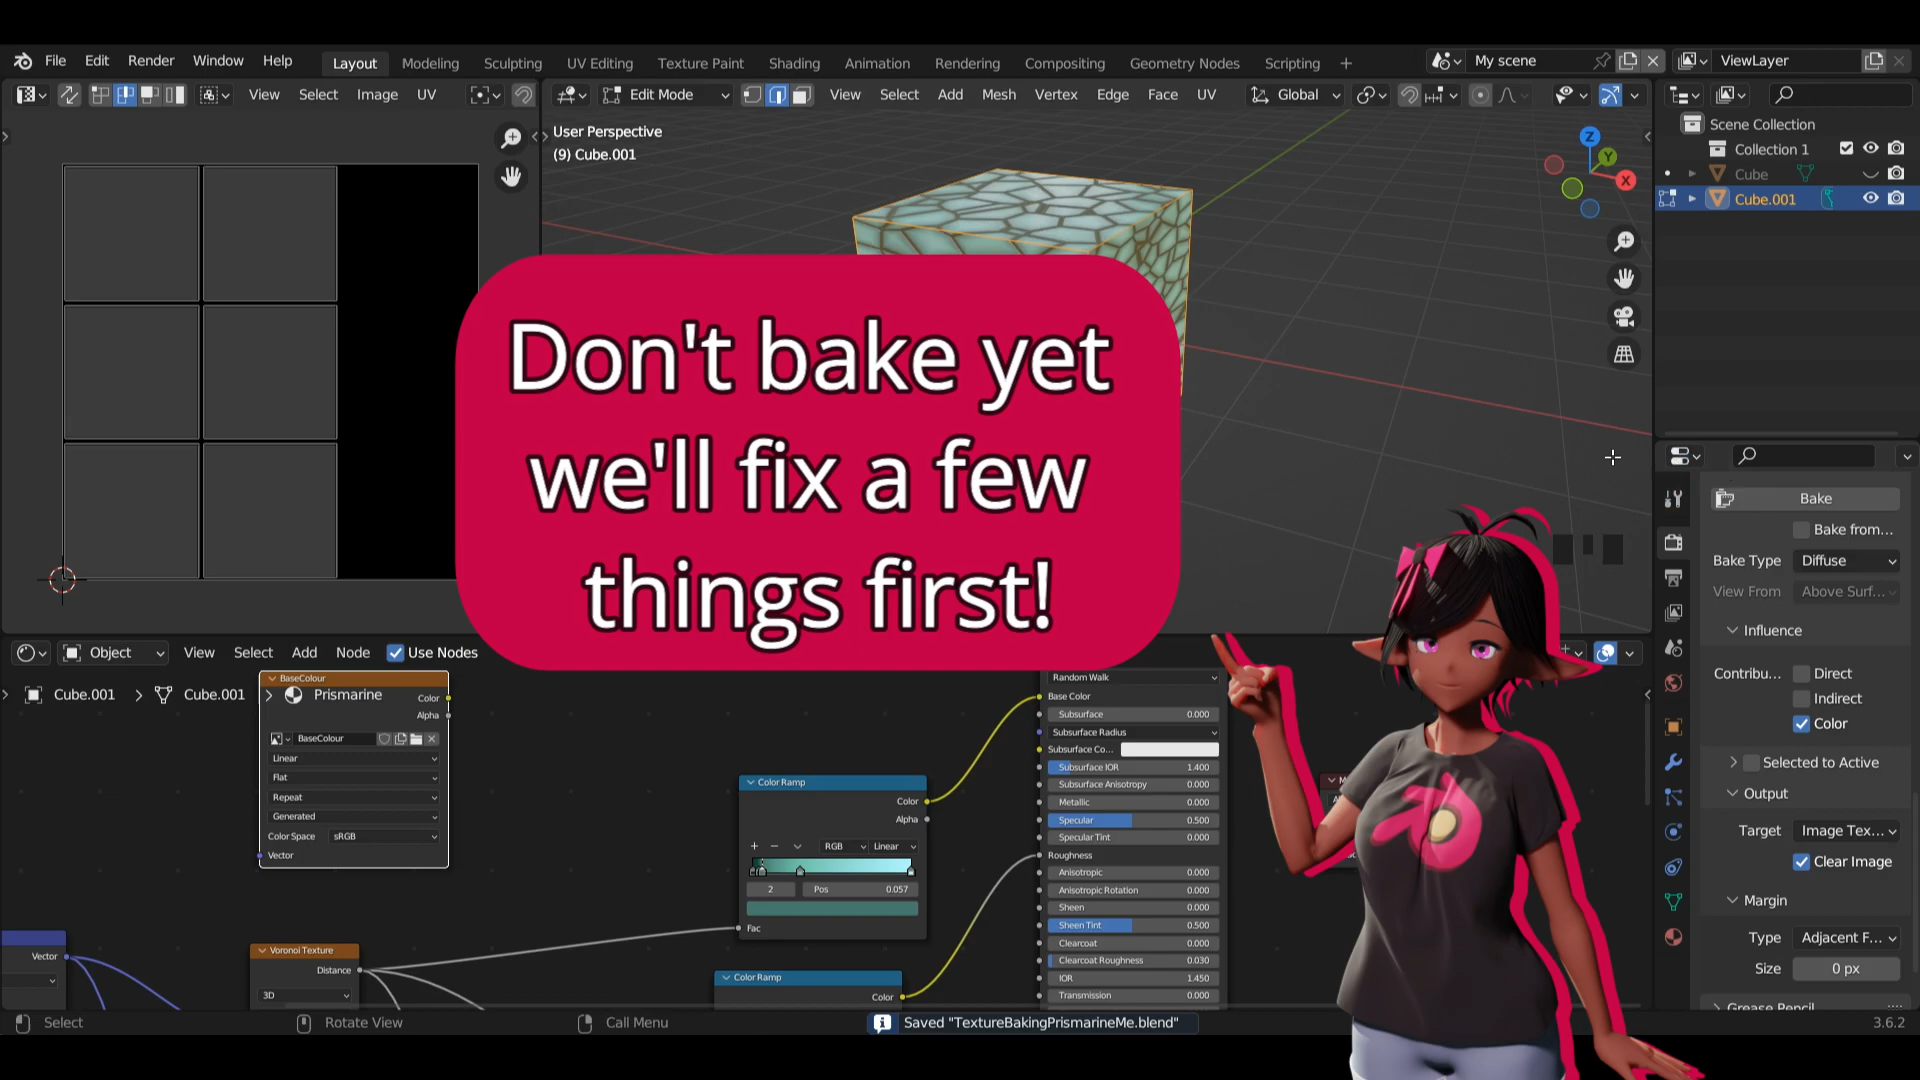 File Edit Render Window Help Layout Modeling Sculpting UV Editing Texture Paint Shading Animation Rendering Compositing Geometry Nodes Scripting + My scene ViewLayer
View Select Image UV Edit Mode View Select Add Mesh Vertex Edge Face UV Global
User Perspective
(9) Cube.001
Z
Y
X
Scene Collection
Collection 1
Cube
Cube.001
Don't bake yet
we'll fix a few
things first!
Bake
Bake from...
Bake Type Diffuse
View From Above Surf...
Influence
Contribu... Direct
Indirect
Color
Selected to Active
Output
Target Image Tex...
Clear Image
Margin
Type Adjacent F...
Size 0 px
Grease Pencil
Object View Select Add Node Use Nodes
Cube.001 > Cube.001 > Prismarine
BaseColour
Color
Alpha
BaseColour
Linear
Flat
Repeat
Generated
Color Space sRGB
Vector
Vector
Voronoi Texture
Distance
3D
Color Ramp
Color
Alpha
+ − RGB Linear
2 Pos 0.057
Fac
Color Ramp
Color
Random Walk
Base Color
Subsurface 0.000
Subsurface Radius
Subsurface Co...
Subsurface IOR 1.400
Subsurface Anisotropy 0.000
Metallic 0.000
Specular 0.500
Specular Tint 0.000
Roughness
Anisotropic 0.000
Anisotropic Rotation 0.000
Sheen 0.000
Sheen Tint 0.500
Clearcoat 0.000
Clearcoat Roughness 0.030
IOR 1.450
Transmission 0.000
Select Rotate View Call Menu Saved "TextureBakingPrismarineMe.blend" 3.6.2